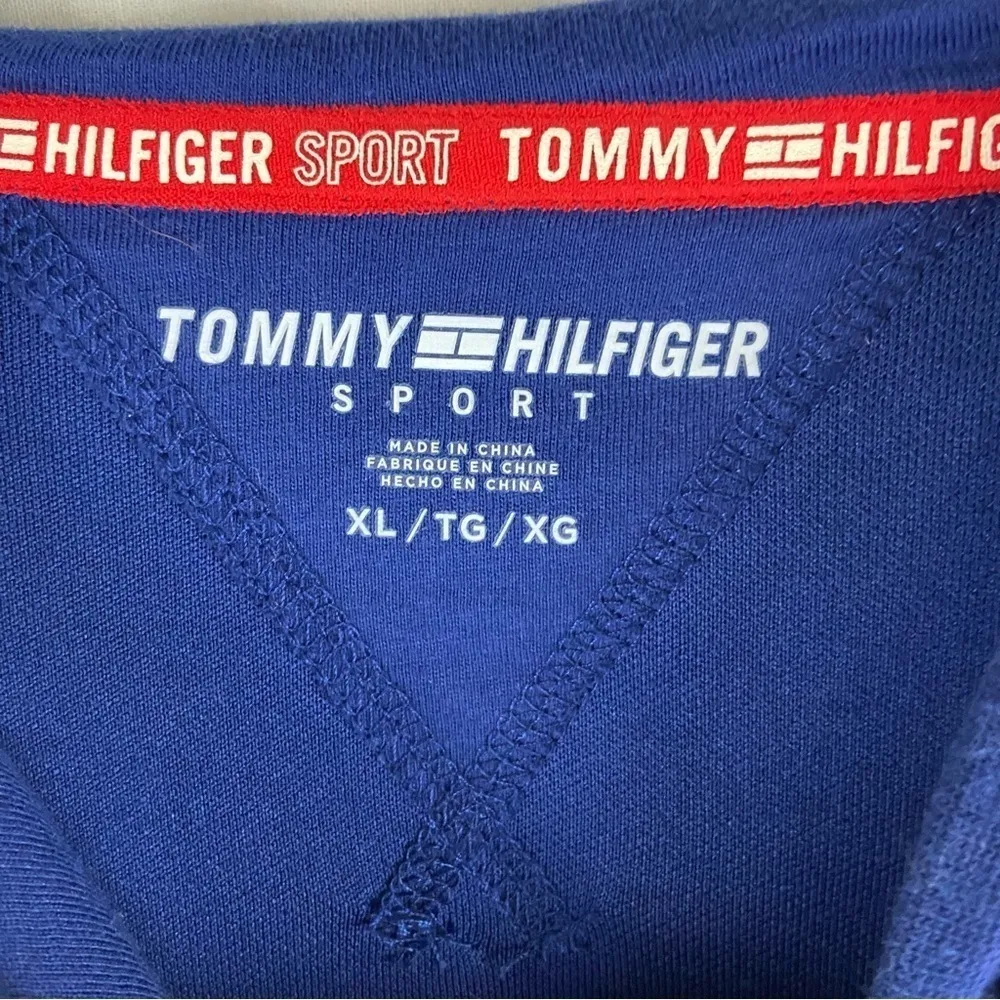 HILFIGER SPORT TOMMY HILFIG
TOMMY HILFIGER
SPORT
MADE IN CHINA
FABRIQUE EN CHINE
HECHO EN CHINA
XL / TG / XG